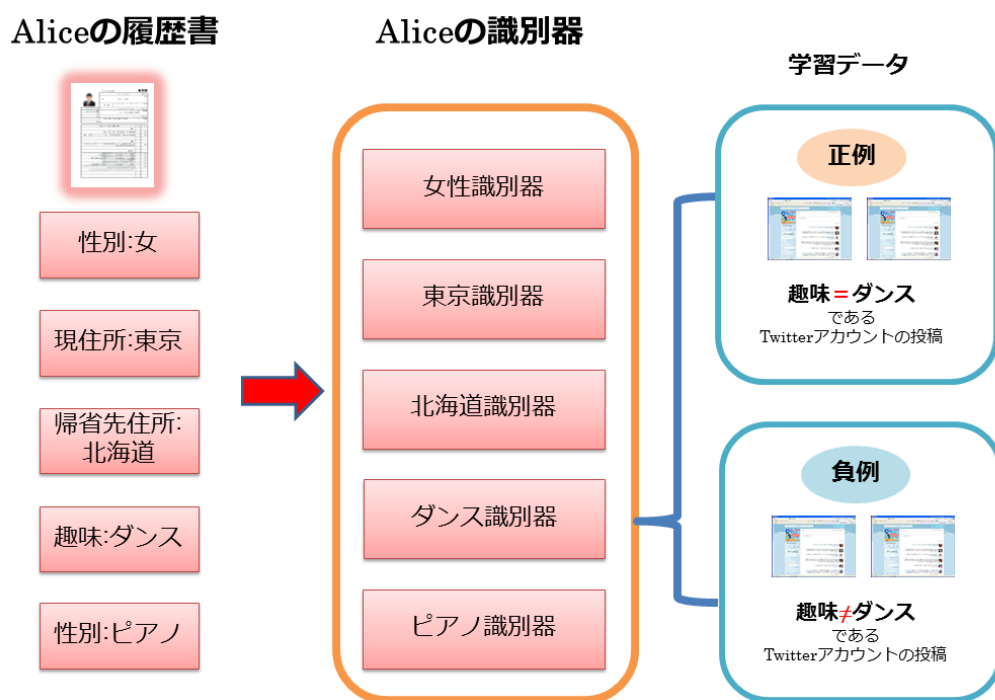 Aliceの履歴書
性別:女
現住所:東京
帰省先住所:
北海道
趣味:ダンス
性別:ピアノ
Aliceの識別器
女性識別器
東京識別器
北海道識別器
ダンス識別器
ピアノ識別器
学習データ
正例
趣味=ダンス
である
Twitterアカウントの投稿
負例
趣味≠ダンス
である
Twitterアカウントの投稿